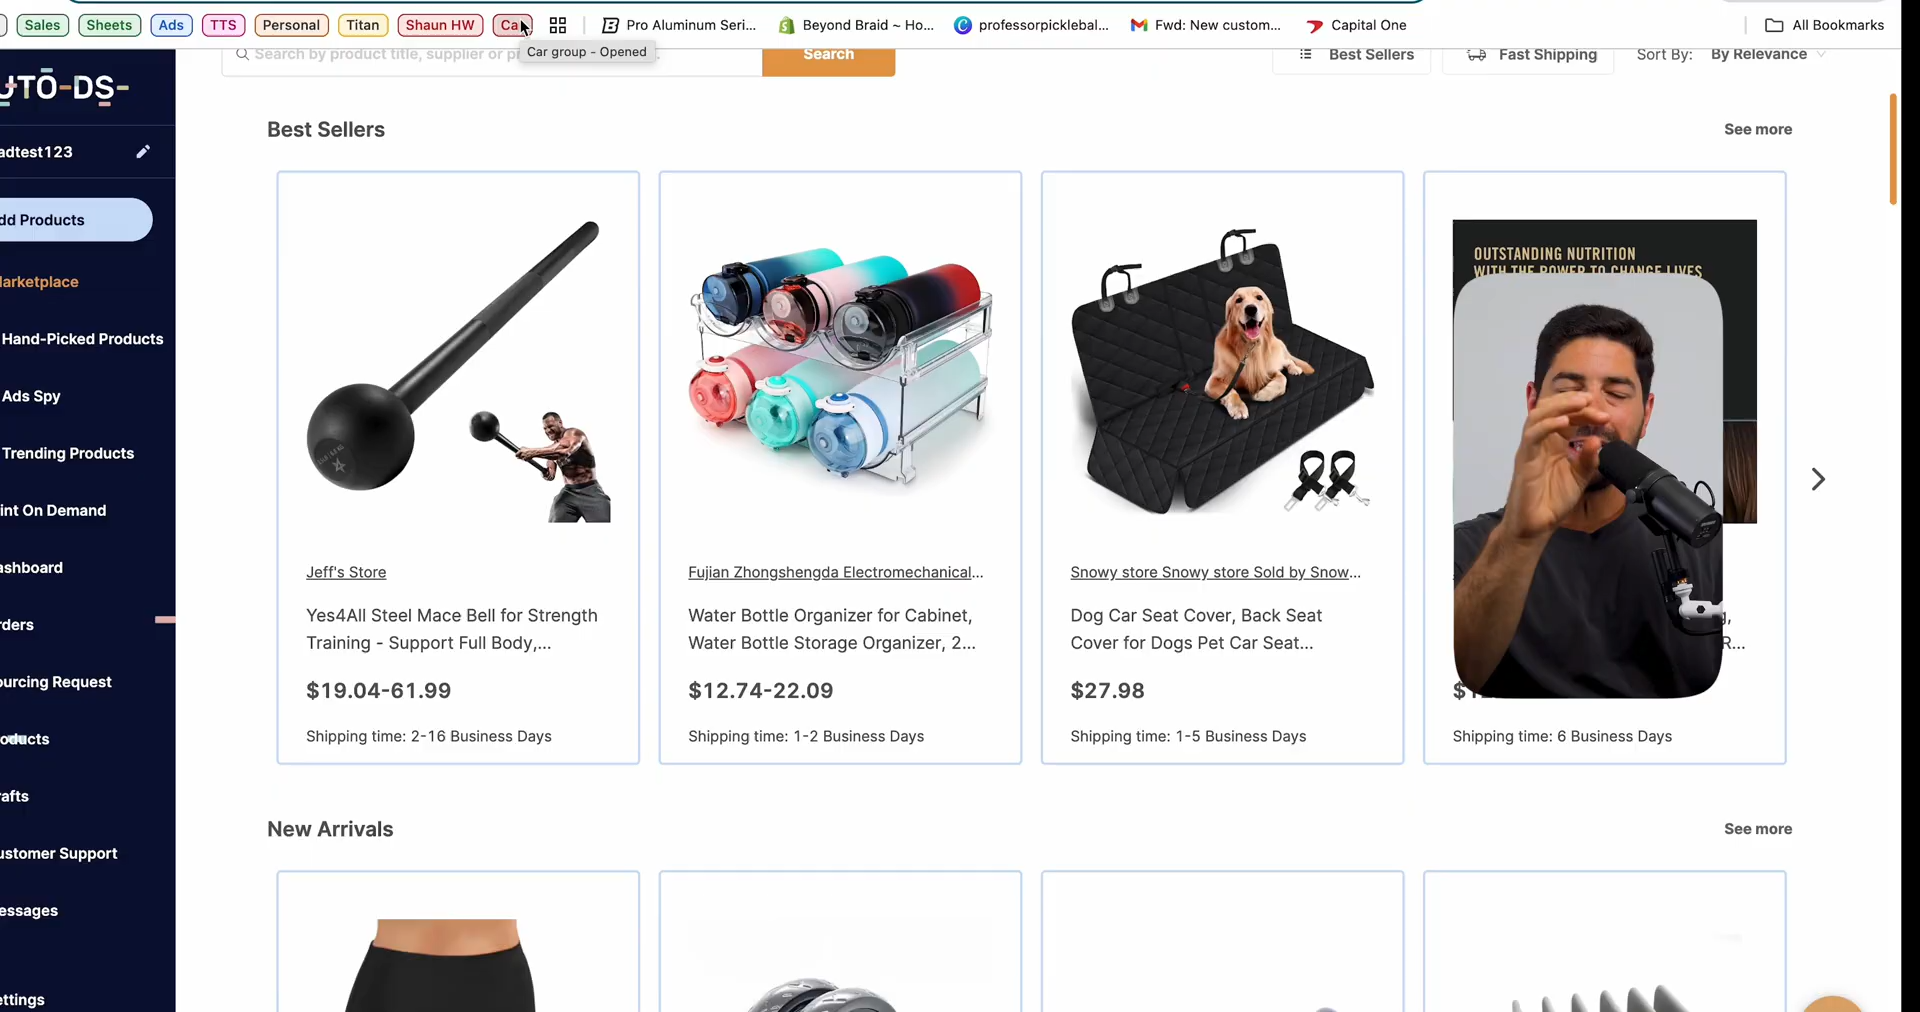 Sales Sheets Ads TTS Personal Titan Shaun HW Ca Pro Aluminum Seri... Beyond Braid ~ Ho... professorpicklebal... Fwd: New custom... Capital One All Bookmarks
Car group - Opened
Search by product title, supplier or p
Search
Best Sellers
Fast Shipping
Sort By: By Relevance
UTO-DS-
adtest123
dd Products
arketplace
Hand-Picked Products
Ads Spy
Trending Products
int On Demand
ashboard
rders
ourcing Request
oducts
rafts
ustomer Support
essages
ettings
Best Sellers
See more
Jeff's Store
Yes4All Steel Mace Bell for Strength
Training - Support Full Body,...
$19.04-61.99
Shipping time: 2-16 Business Days
Fujian Zhongshengda Electromechanical...
Water Bottle Organizer for Cabinet,
Water Bottle Storage Organizer, 2...
$12.74-22.09
Shipping time: 1-2 Business Days
Snowy store Snowy store Sold by Snow...
Dog Car Seat Cover, Back Seat
Cover for Dogs Pet Car Seat...
$27.98
Shipping time: 1-5 Business Days
OUTSTANDING NUTRITION
WITH THE POWER TO CHANGE LIVES
Shipping time: 6 Business Days
New Arrivals
See more